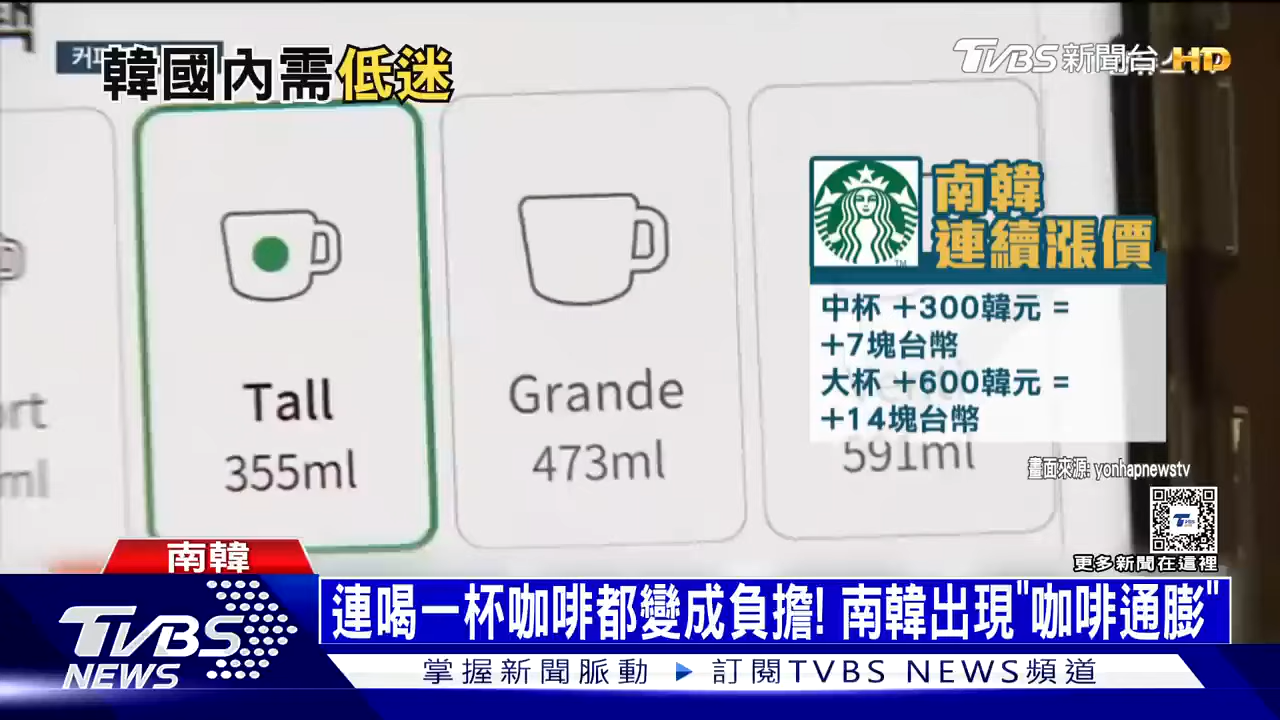 韓國內需低迷
TVBS新聞台 HD
커피
南韓
連續漲價
中杯 +300韓元 =
+7塊台幣
大杯 +600韓元 =
+14塊台幣
Tall
355ml
Grande
473ml
591ml
rt
ml
畫面來源: yonhapnewstv
更多新聞在這裡
南韓
連喝一杯咖啡都變成負擔! 南韓出現"咖啡通膨"
TVBS
NEWS
掌握新聞脈動 ▶ 訂閱TVBS NEWS頻道